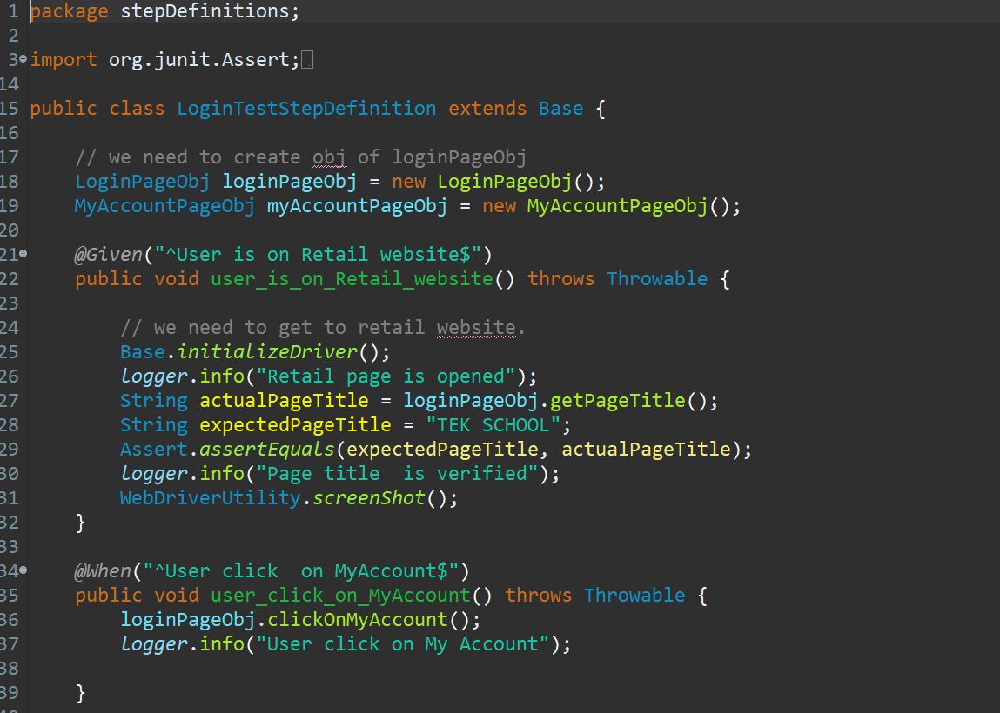 1 package stepDefinitions;
2
3 import org.junit.Assert;
14
15 public class LoginTestStepDefinition extends Base {
16
17     // we need to create obj of loginPageObj
18     LoginPageObj loginPageObj = new LoginPageObj();
19     MyAccountPageObj myAccountPageObj = new MyAccountPageObj();
20
21     @Given("^User is on Retail website$")
22     public void user_is_on_Retail_website() throws Throwable {
23
24         // we need to get to retail website.
25         Base.initializeDriver();
26         logger.info("Retail page is opened");
27         String actualPageTitle = loginPageObj.getPageTitle();
28         String expectedPageTitle = "TEK SCHOOL";
29         Assert.assertEquals(expectedPageTitle, actualPageTitle);
30         logger.info("Page title  is verified");
31         WebDriverUtility.screenShot();
32     }
33
34     @When("^User click  on MyAccount$")
35     public void user_click_on_MyAccount() throws Throwable {
36         loginPageObj.clickOnMyAccount();
37         logger.info("User click on My Account");
38
39     }